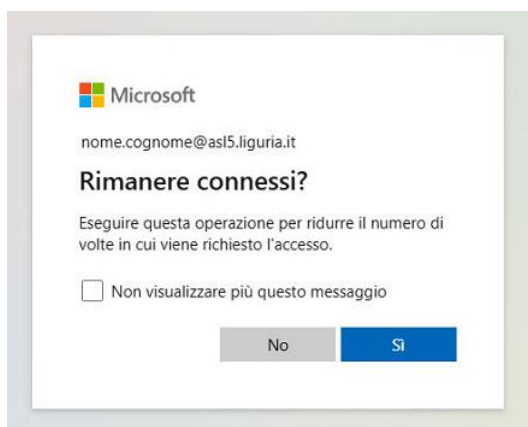 Microsoft
nome.cognome@asl5.liguria.it
Rimanere connessi?
Eseguire questa operazione per ridurre il numero di
volte in cui viene richiesto l'accesso.
Non visualizzare più questo messaggio
No
Sì